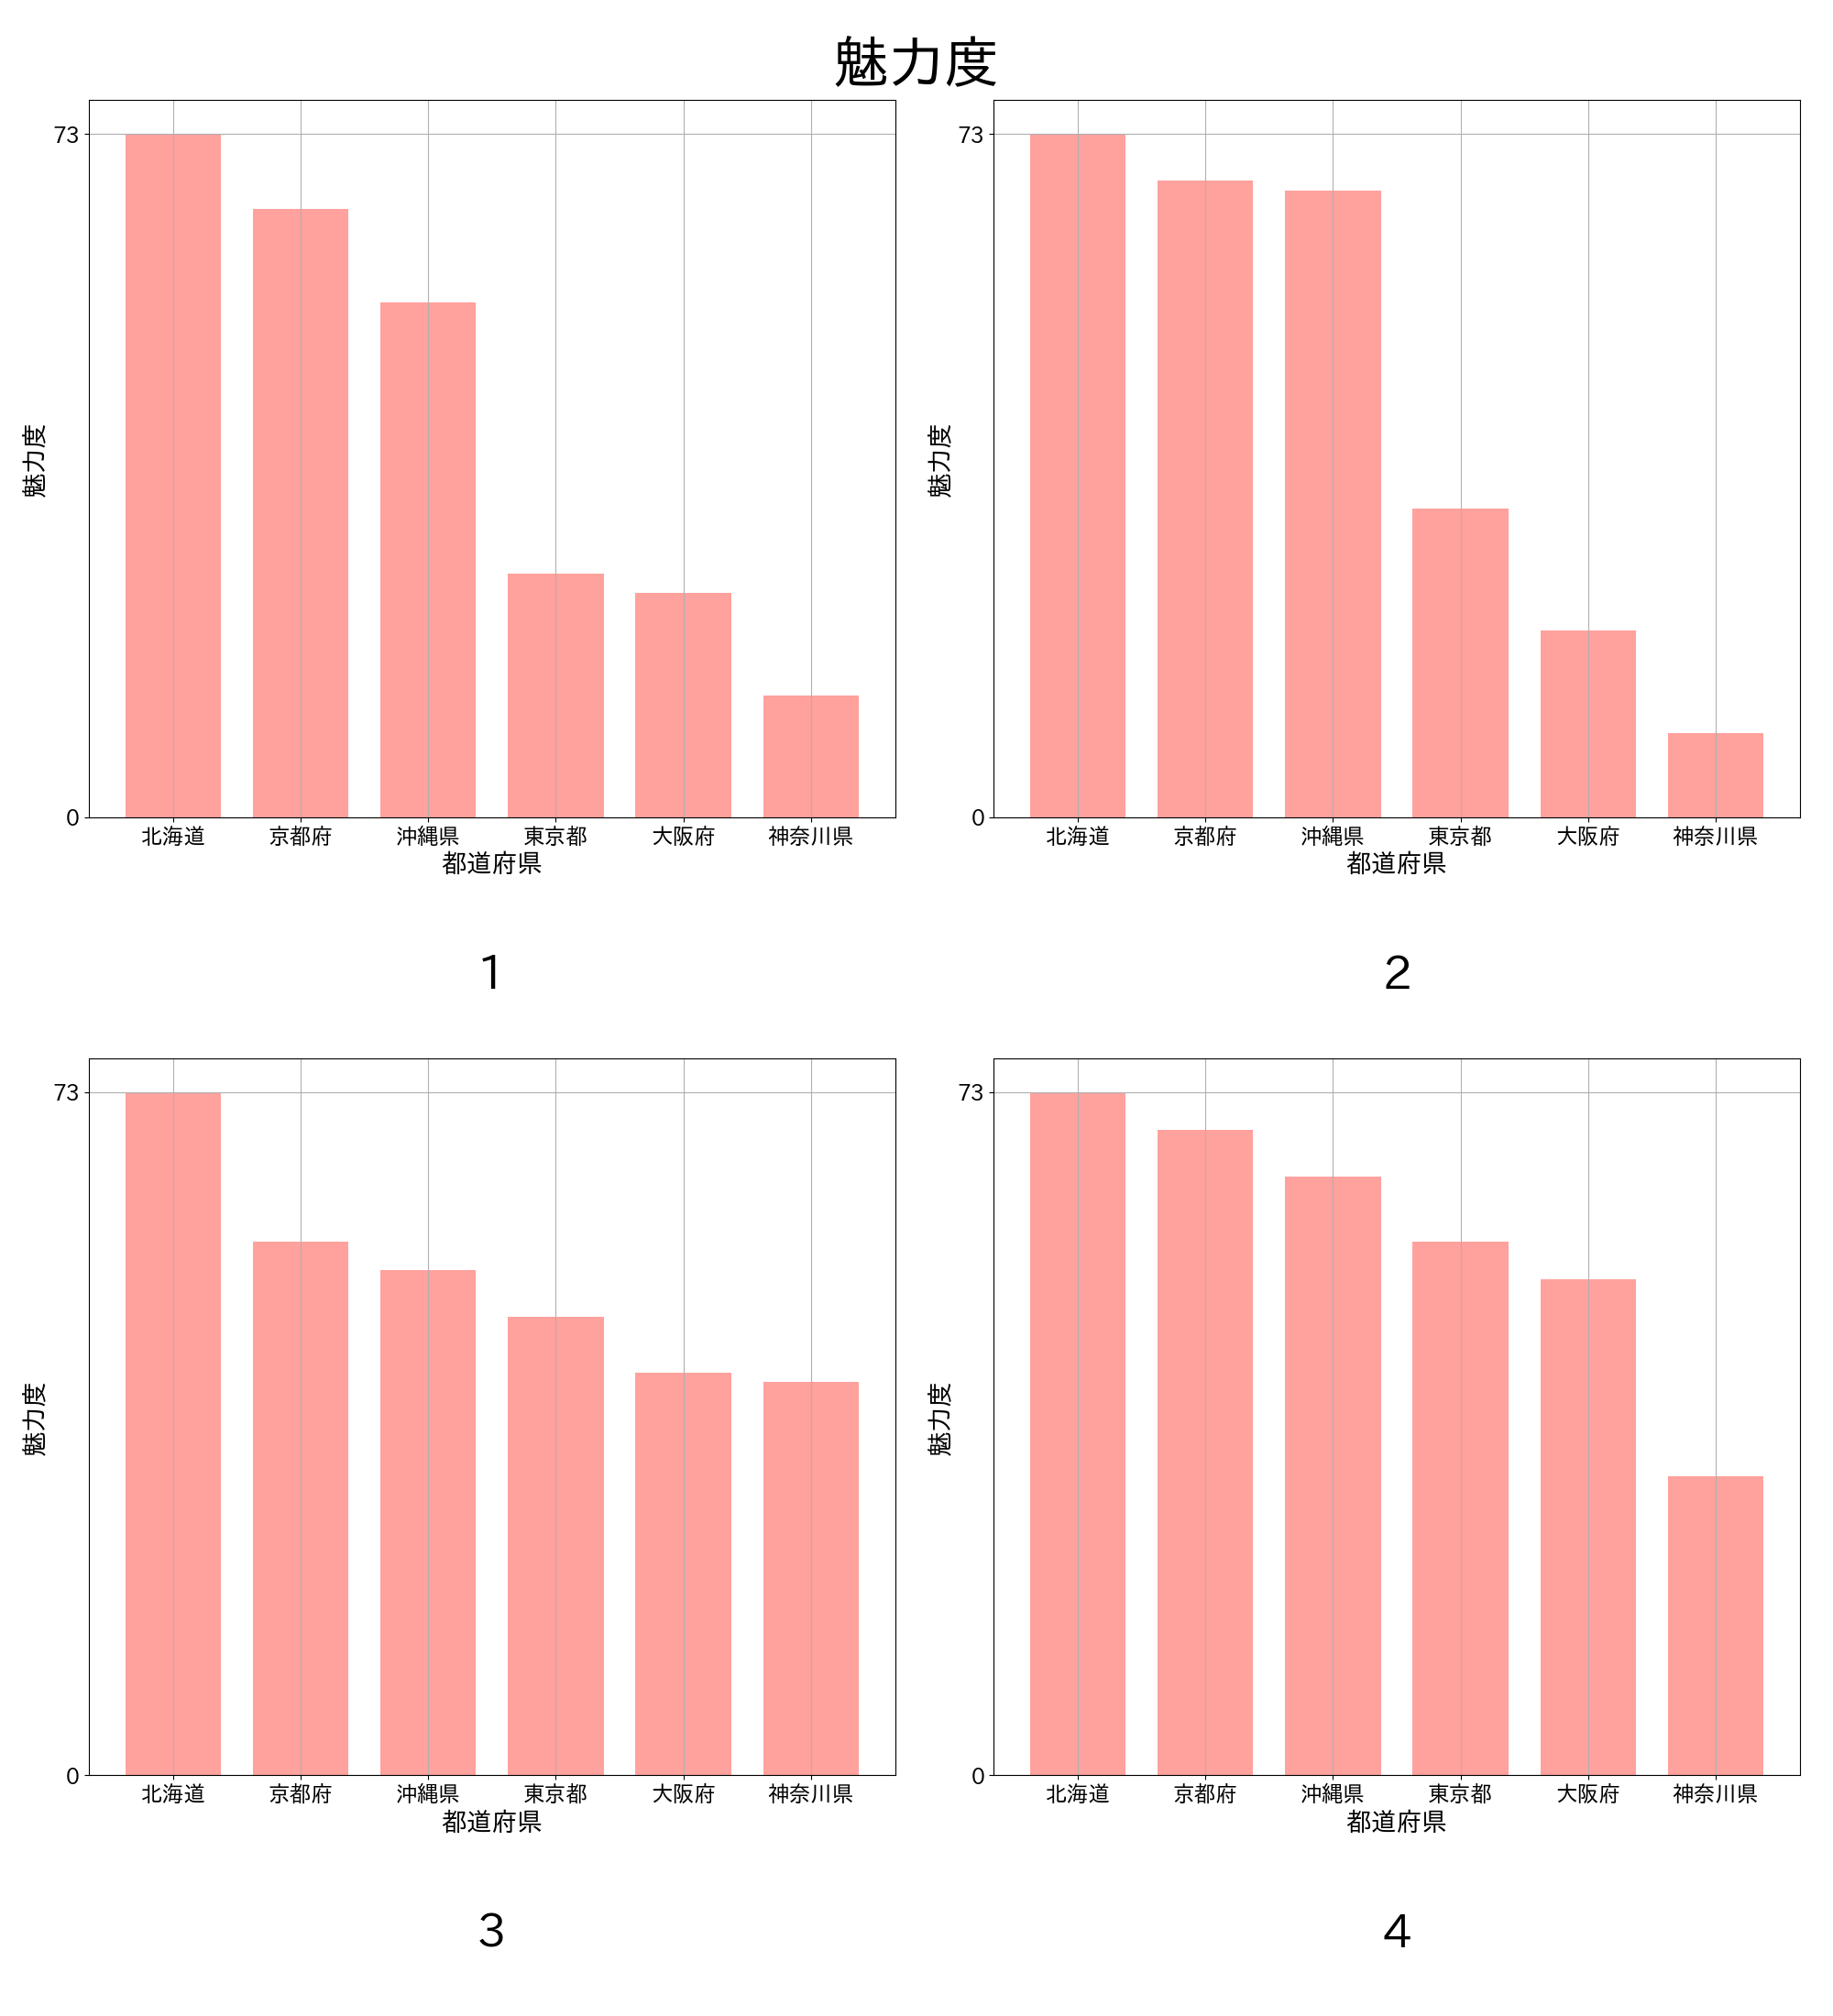 魅力度
73
0
魅力度
北海道 京都府 沖縄県 東京都 大阪府 神奈川県
都道府県
1
73
0
魅力度
北海道 京都府 沖縄県 東京都 大阪府 神奈川県
都道府県
2
73
0
魅力度
北海道 京都府 沖縄県 東京都 大阪府 神奈川県
都道府県
3
73
0
魅力度
北海道 京都府 沖縄県 東京都 大阪府 神奈川県
都道府県
4